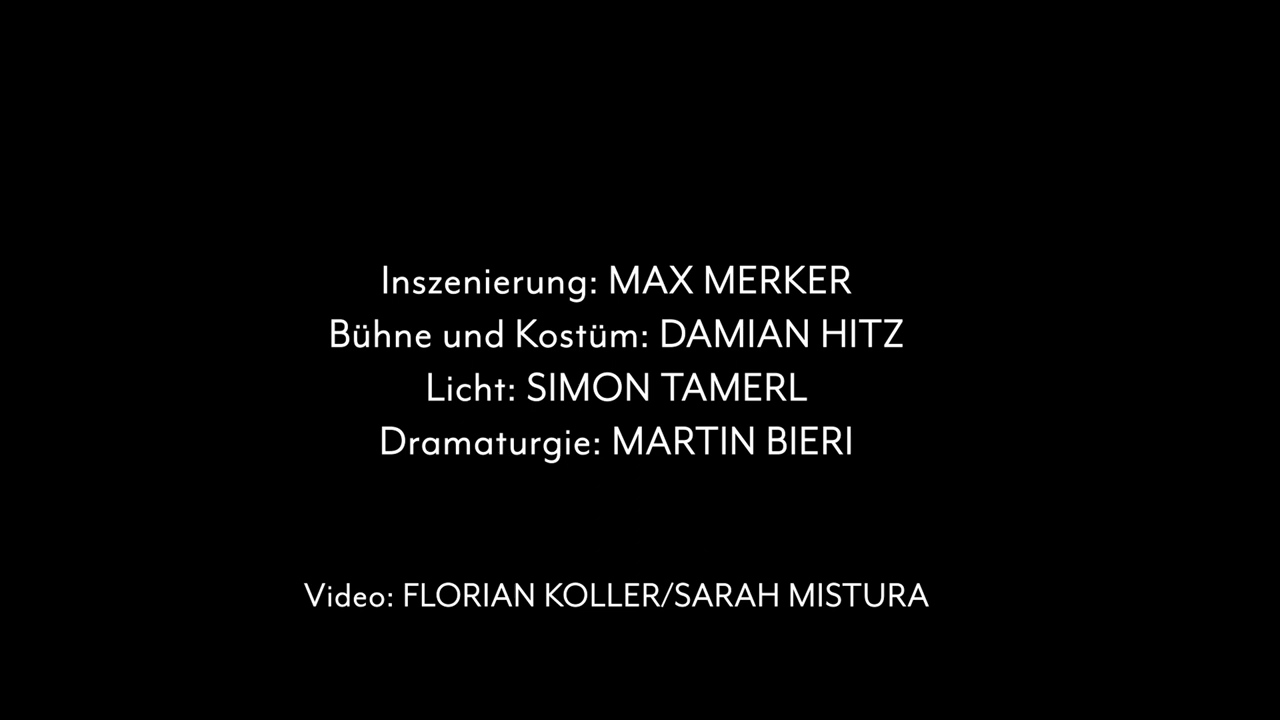 Inszenierung: MAX MERKER
Bühne und Kostüm: DAMIAN HITZ
Licht: SIMON TAMERL
Dramaturgie: MARTIN BIERI
Video: FLORIAN KOLLER/SARAH MISTURA